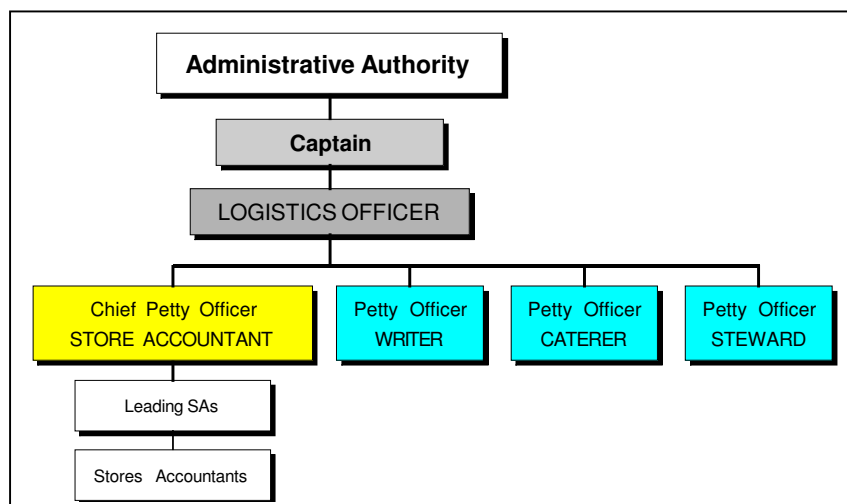 Administrative Authority
Captain
LOGISTICS OFFICER
Chief Petty Officer
STORE ACCOUNTANT
Petty Officer
WRITER
Petty Officer
CATERER
Petty Officer
STEWARD
Leading SAs
Stores Accountants